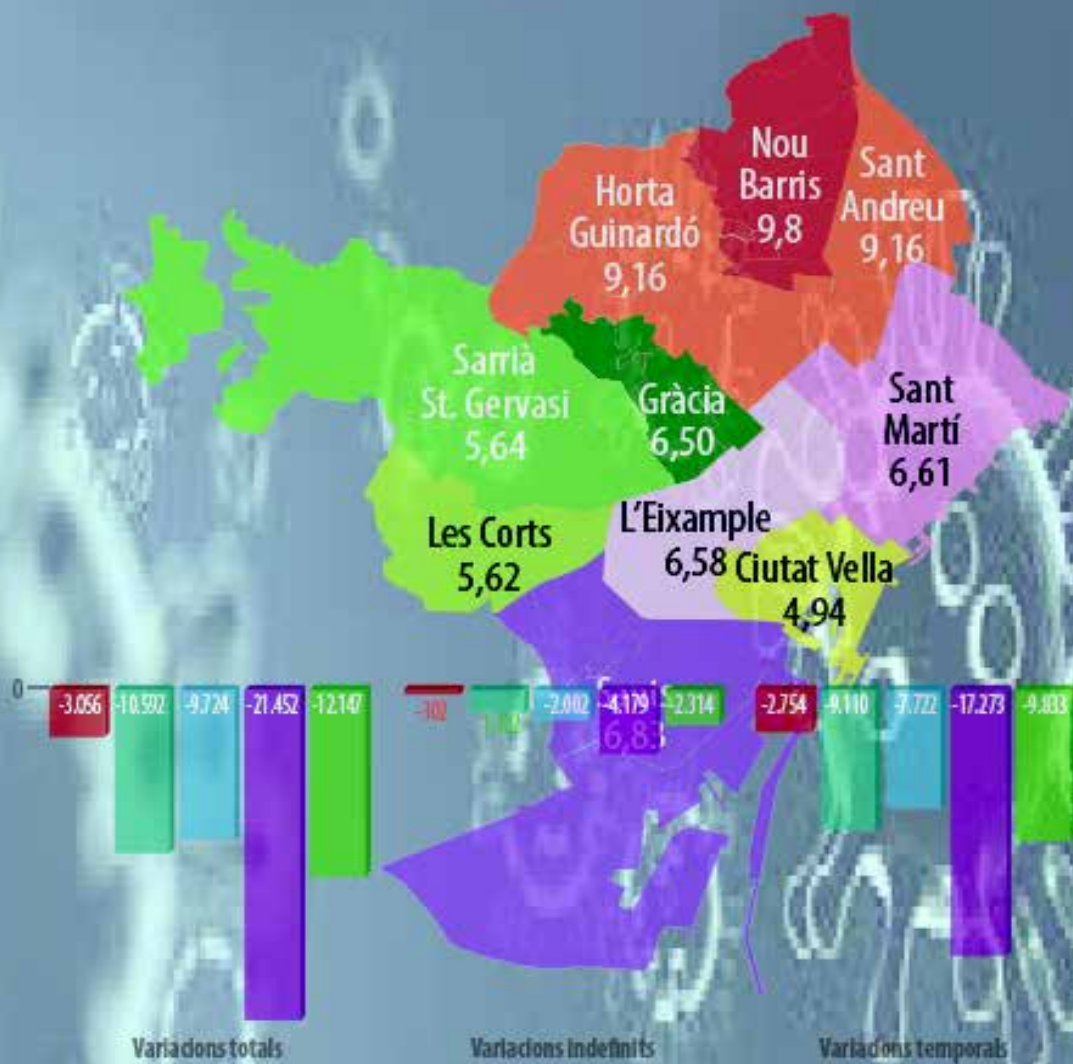 Nou
Barris
9,8
Sant
Andreu
9,16
Horta
Guinardó
9,16
Sarrià
St. Gervasi
5,64
Gràcia
6,50
Sant
Martí
6,61
Les Corts
5,62
L'Eixample
6,58
Ciutat Vella
4,94
6,83
0
-3.056 -10.592 -9.724 -21.452 -12.147
-302 -2.002 -4.179 -2.314
-2.754 -9.110 -7.722 -17.273 -9.833
Variacions totals
Variacions indefinits
Variacions temporals